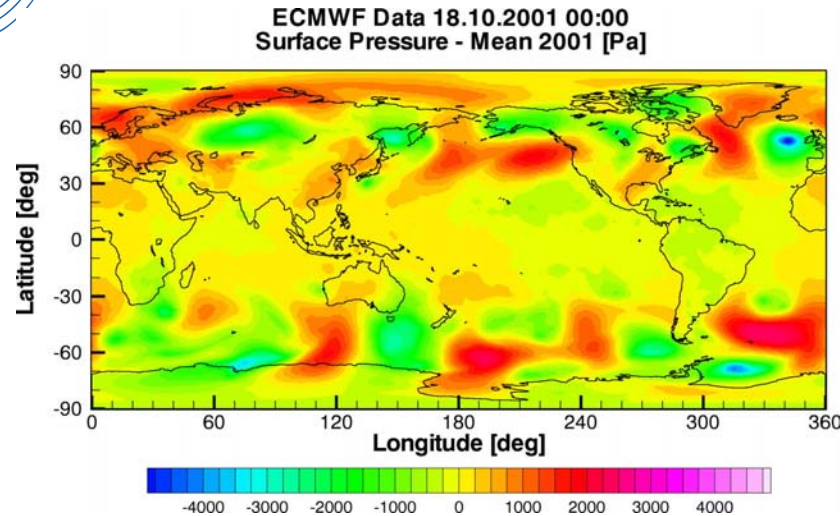 ECMWF Data 18.10.2001 00:00
Surface Pressure - Mean 2001 [Pa]
Latitude [deg]
90
60
30
0
-30
-60
-90
0 60 120 180 240 300 360
Longitude [deg]
-4000 -3000 -2000 -1000 0 1000 2000 3000 4000